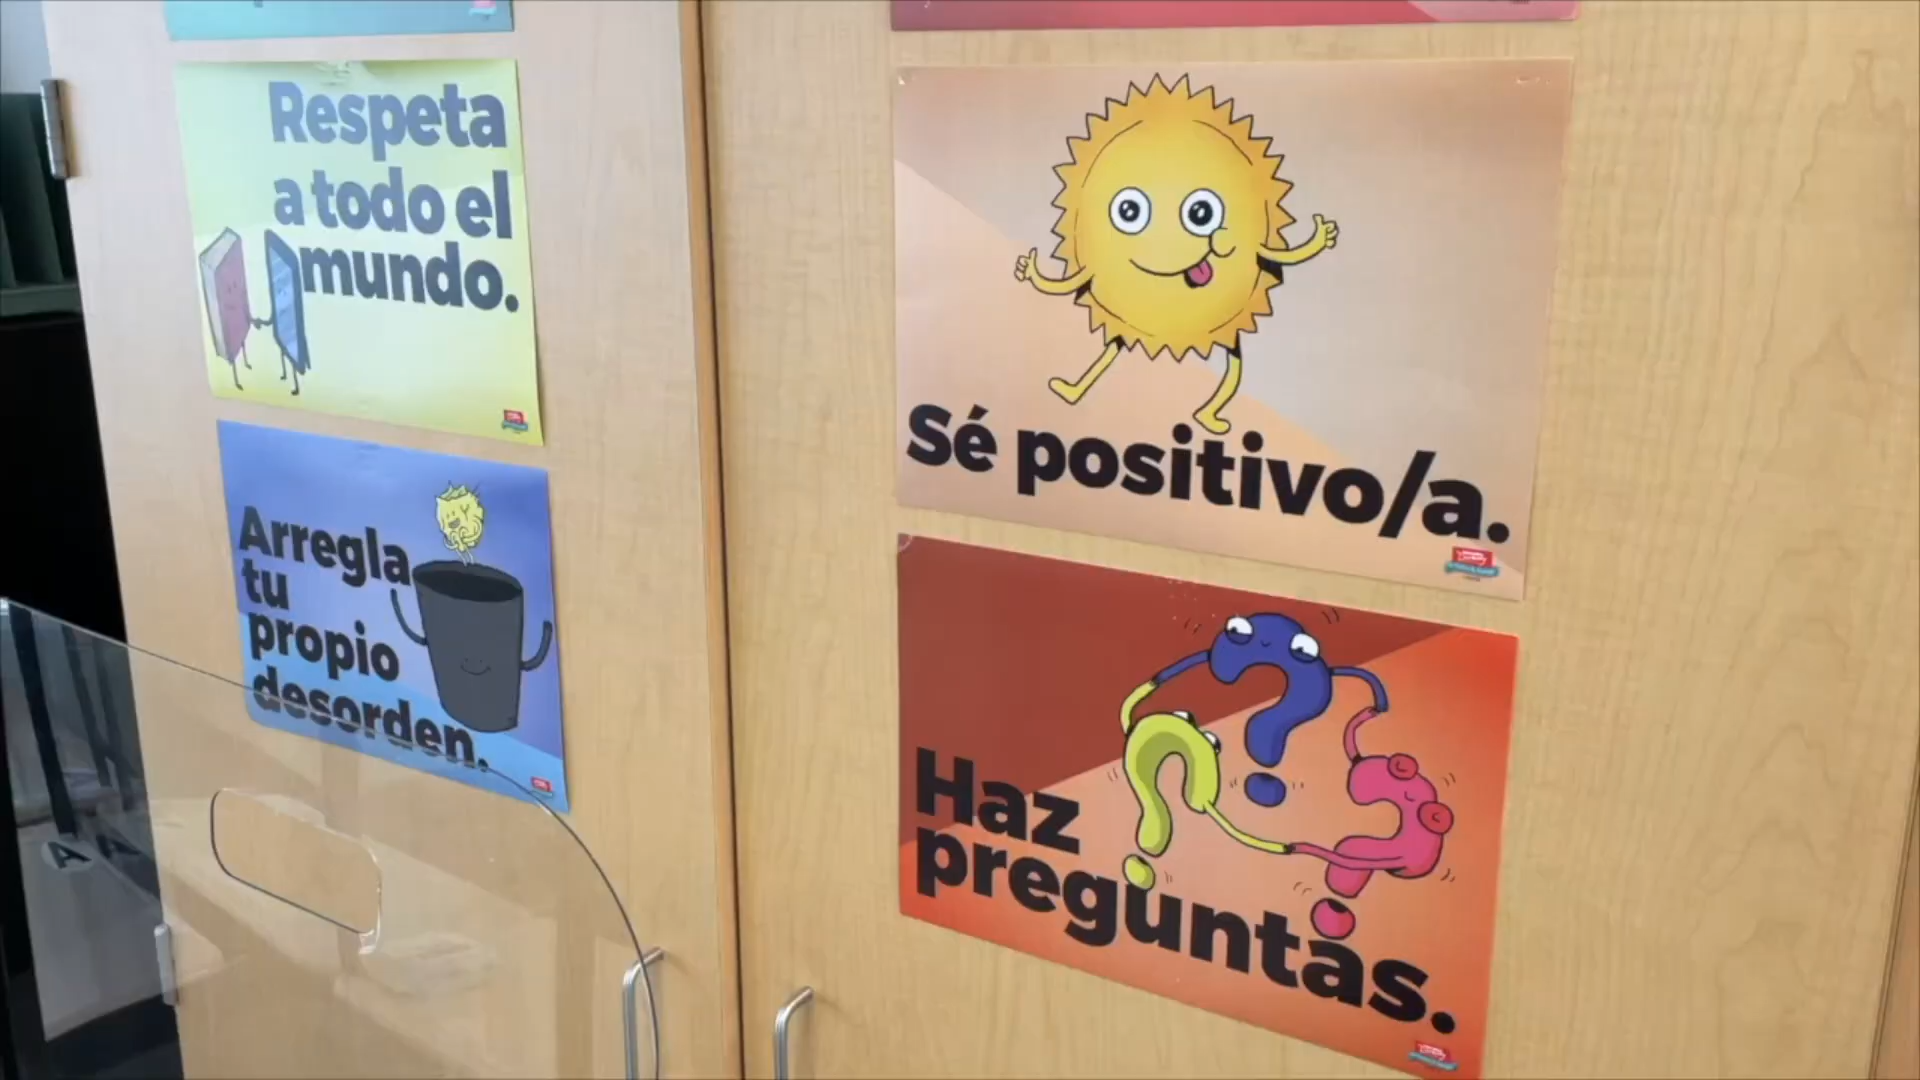 Respeta
a todo el
mundo.
Arregla
tu
propio
desorden.
Sé positivo/a.
Haz
preguntas.
A